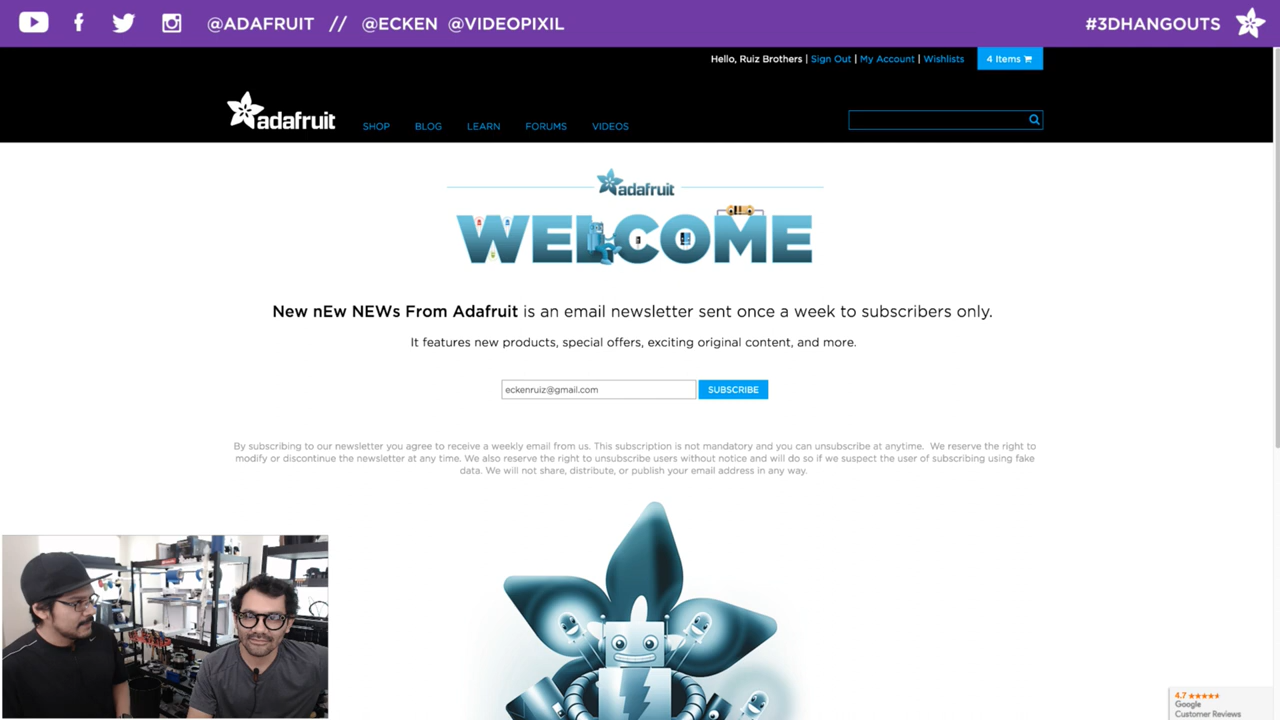 @ADAFRUIT // @ECKEN @VIDEOPIXIL
#3DHANGOUTS
Hello, Ruiz Brothers | Sign Out | My Account | Wishlists
4 Items
adafruit
SHOP BLOG LEARN FORUMS VIDEOS
adafruit
WELCOME
New nEw NEWs From Adafruit is an email newsletter sent once a week to subscribers only.
It features new products, special offers, exciting original content, and more.
eckenruiz@gmail.com
SUBSCRIBE
By subscribing to our newsletter you agree to receive a weekly email from us. This subscription is not mandatory and you can unsubscribe at anytime. We reserve the right to
modify or discontinue the newsletter at any time. We also reserve the right to unsubscribe users without notice and will do so if we suspect the user of subscribing using fake
data. We will not share, distribute, or publish your email address in any way.
4.7
Google
Customer Reviews